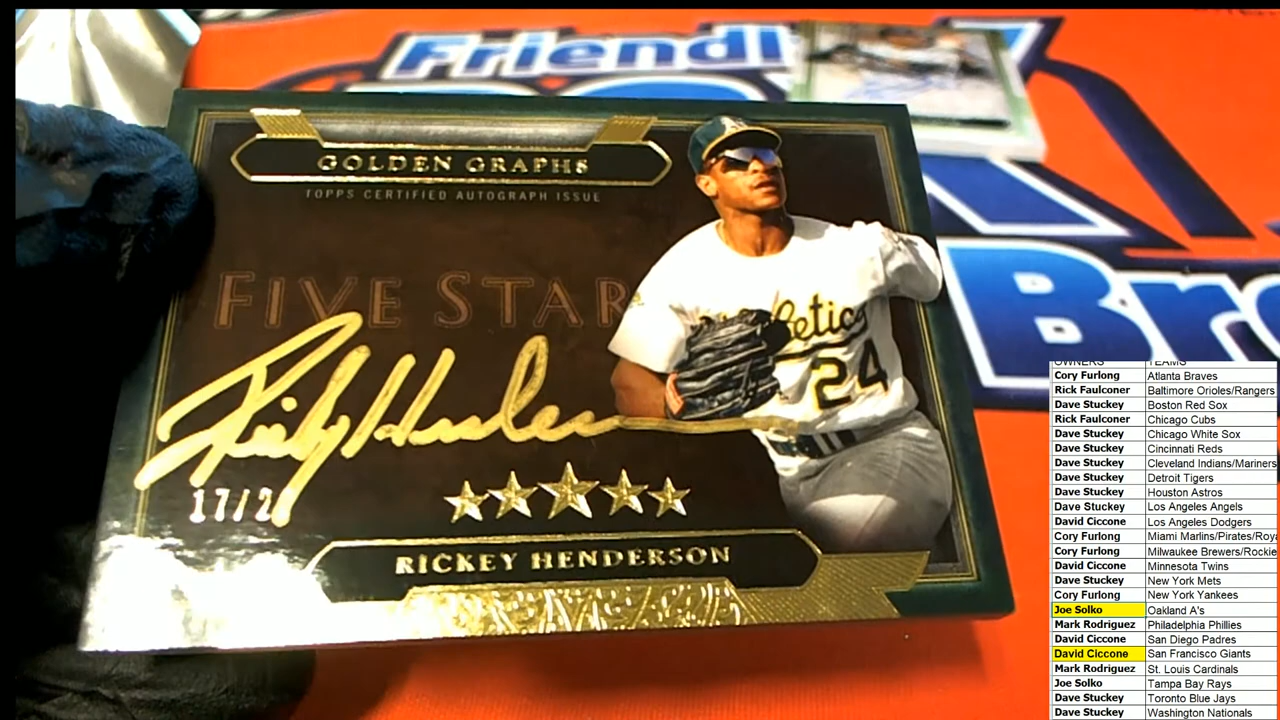 Friendl
Bre
GOLDEN GRAPHS
TOPPS CERTIFIED AUTOGRAPH ISSUE
FIVE STAR
Rickey Henderson
17/2
RICKEY HENDERSON
24
OWNERS TEAMS
Cory Furlong Atlanta Braves
Rick Faulconer Baltimore Orioles/Rangers
Dave Stuckey Boston Red Sox
Rick Faulconer Chicago Cubs
Dave Stuckey Chicago White Sox
Dave Stuckey Cincinnati Reds
Dave Stuckey Cleveland Indians/Mariners
Dave Stuckey Detroit Tigers
Dave Stuckey Houston Astros
Dave Stuckey Los Angeles Angels
David Ciccone Los Angeles Dodgers
Cory Furlong Miami Marlins/Pirates/Roya
Cory Furlong Milwaukee Brewers/Rockie
David Ciccone Minnesota Twins
Dave Stuckey New York Mets
Cory Furlong New York Yankees
Joe Solko Oakland A's
Mark Rodriguez Philadelphia Phillies
David Ciccone San Diego Padres
David Ciccone San Francisco Giants
Mark Rodriguez St. Louis Cardinals
Joe Solko Tampa Bay Rays
Dave Stuckey Toronto Blue Jays
Dave Stuckey Washington Nationals